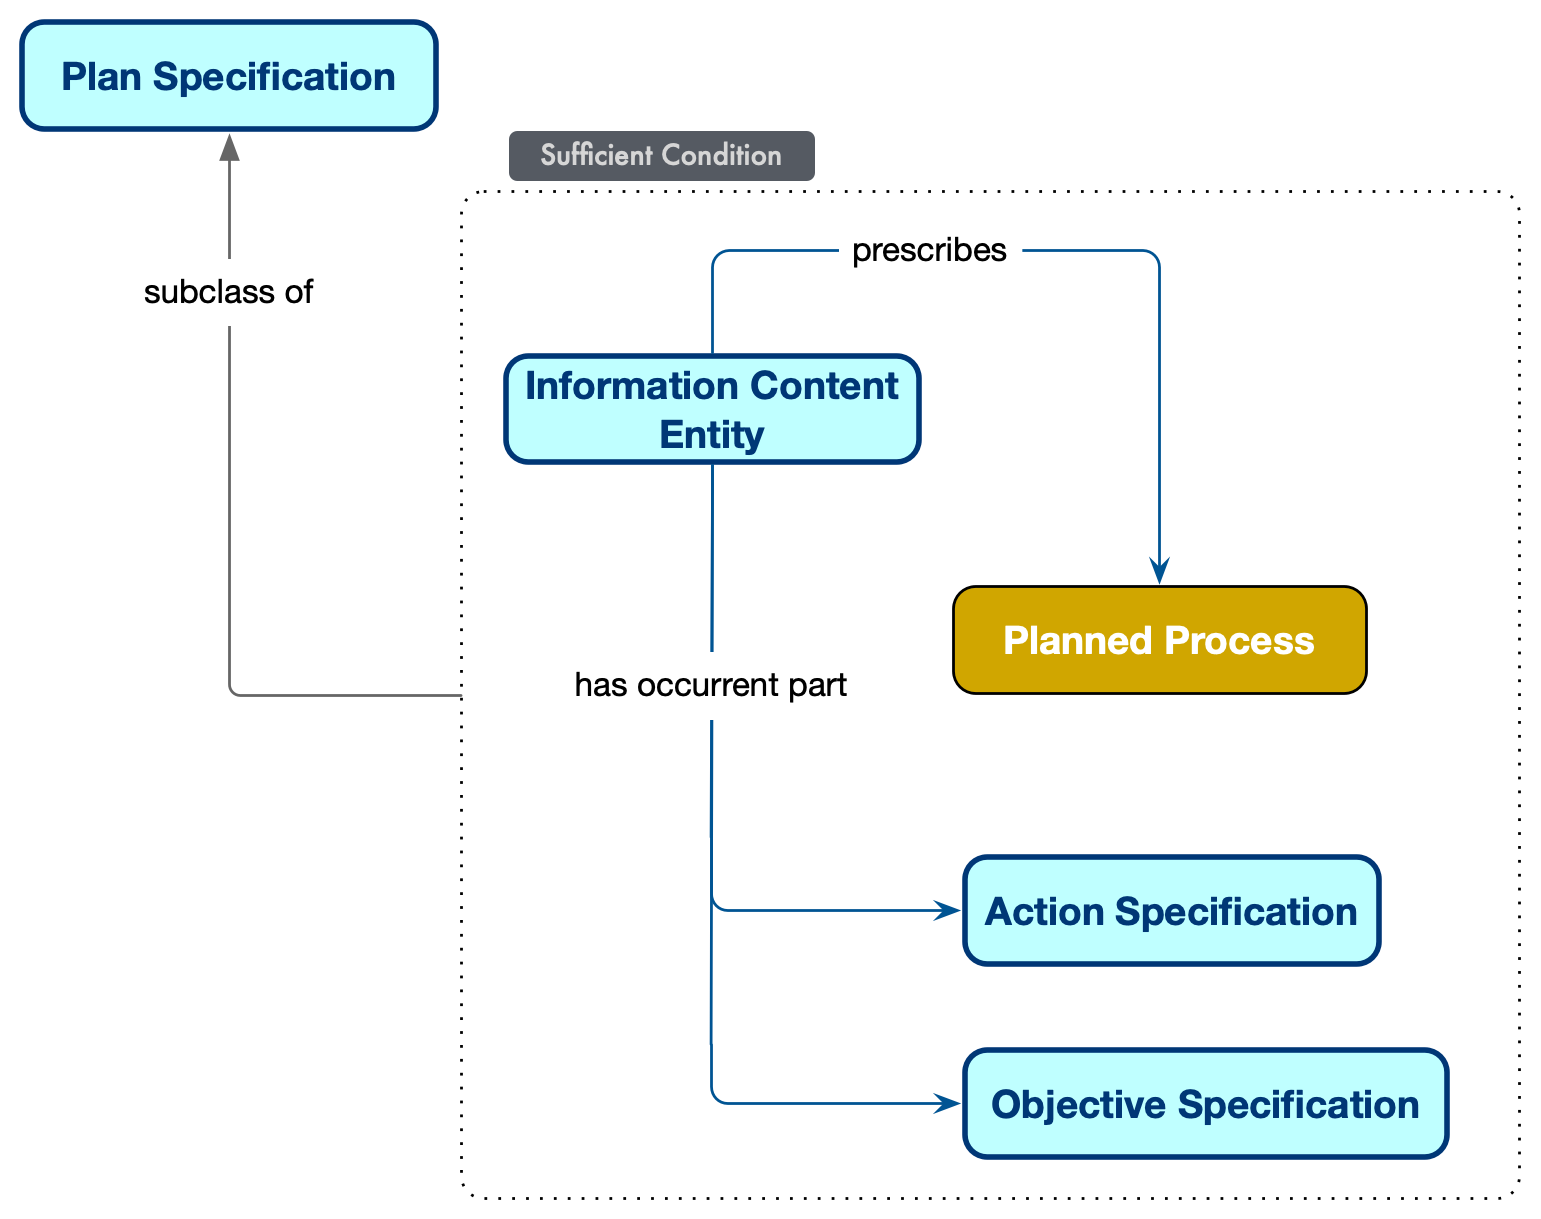 Plan Specification
Sufficient Condition
prescribes
subclass of
Information Content
Entity
Planned Process
has occurrent part
Action Specification
Objective Specification